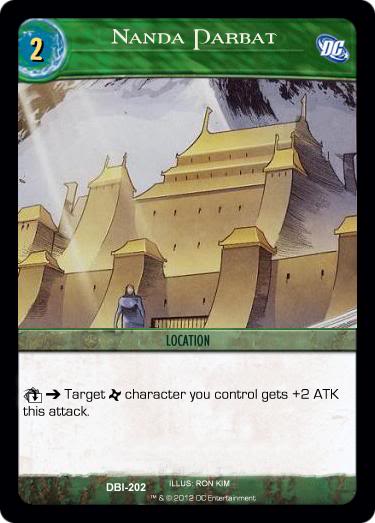 2
NANDA PARBAT
DC
LOCATION
➔ Target character you control gets +2 ATK
this attack.
DBI-202
ILLUS: RON KIM
™ & © 2012 DC Entertainment